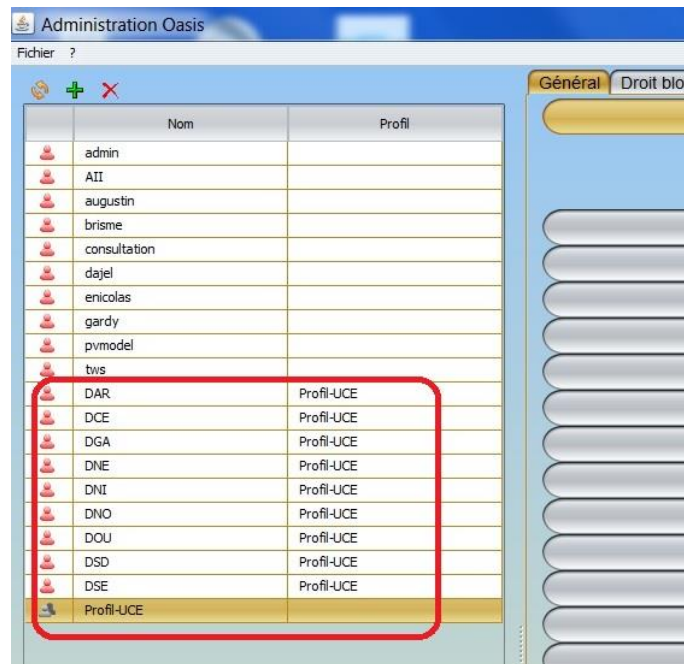 Administration Oasis
Fichier ?
Général Droit blo
Nom Profil
admin
AII
augustin
brisme
consultation
dajel
enicolas
gardy
pvmodel
tws
DAR Profil-UCE
DCE Profil-UCE
DGA Profil-UCE
DNE Profil-UCE
DNI Profil-UCE
DNO Profil-UCE
DOU Profil-UCE
DSD Profil-UCE
DSE Profil-UCE
Profil-UCE